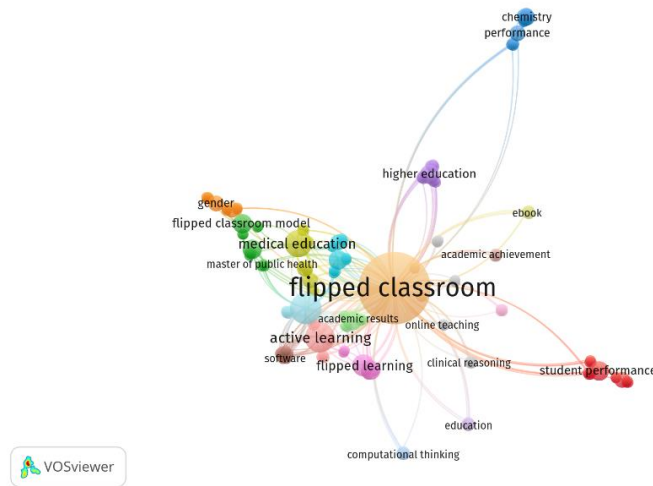 chemistry
performance
higher education
gender
ebook
flipped classroom model
medical education
academic achievement
master of public health
flipped classroom
academic results
online teaching
active learning
software
flipped learning
clinical reasoning
student performance
education
computational thinking
VOSviewer